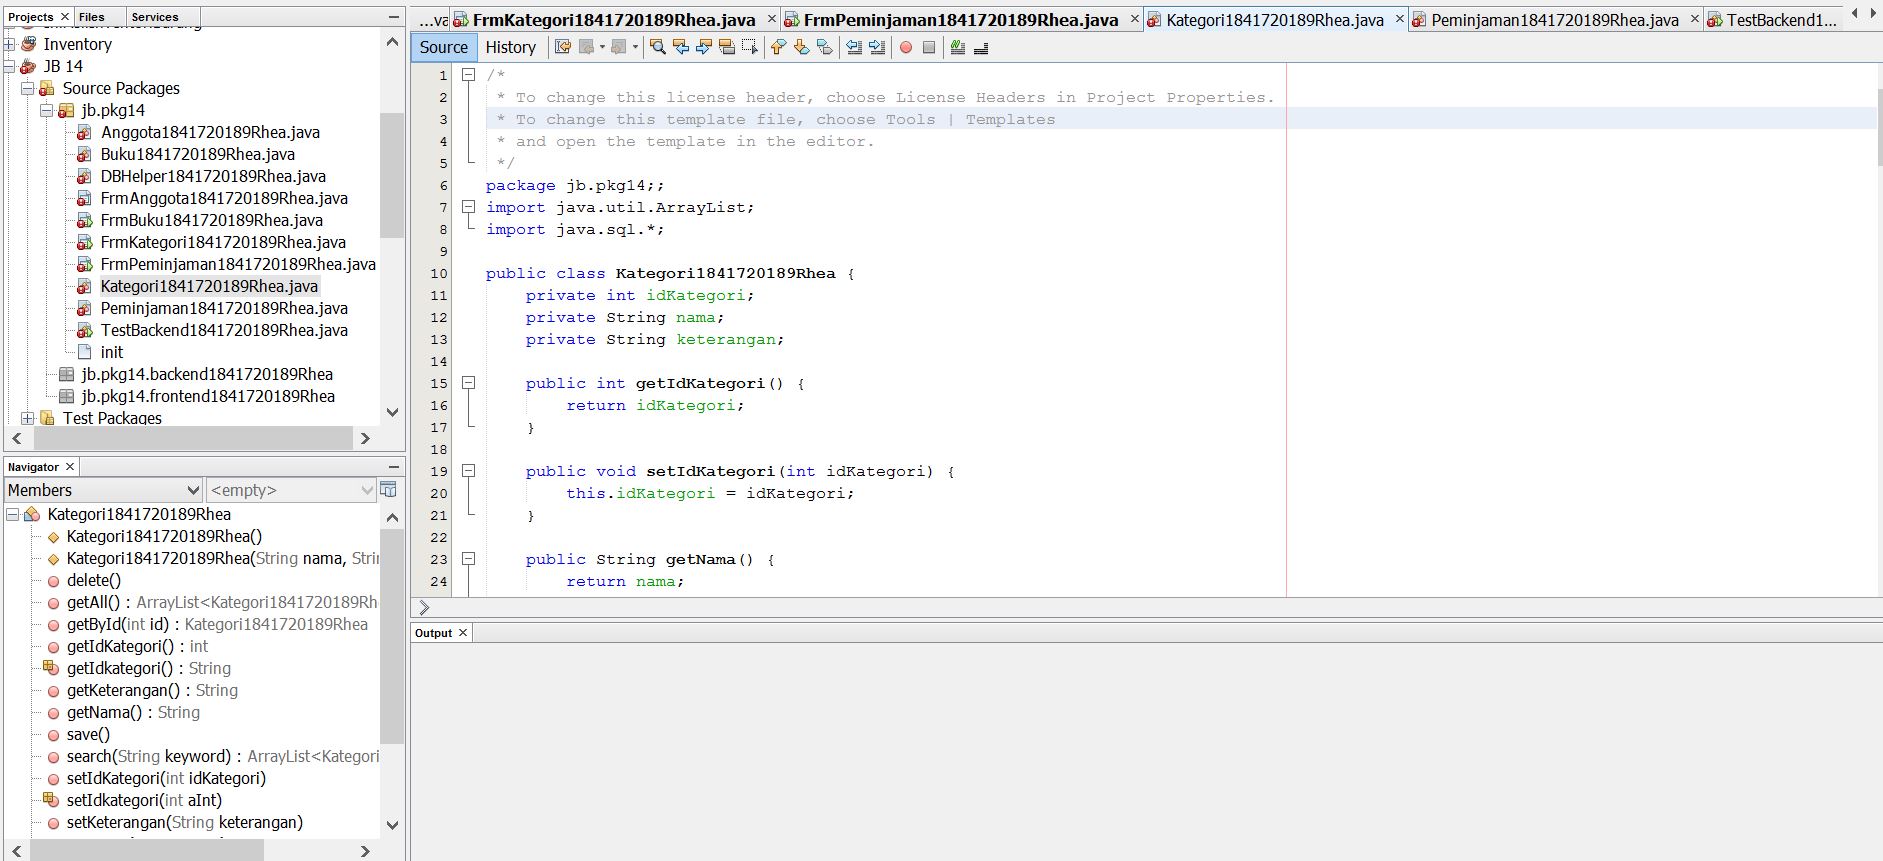 Projects
Files
Services
Inventory
JB 14
Source Packages
jb.pkg14
Anggota1841720189Rhea.java
Buku1841720189Rhea.java
DBHelper1841720189Rhea.java
FrmAnggota1841720189Rhea.java
FrmBuku1841720189Rhea.java
FrmKategori1841720189Rhea.java
FrmPeminjaman1841720189Rhea.java
Kategori1841720189Rhea.java
Peminjaman1841720189Rhea.java
TestBackend1841720189Rhea.java
init
jb.pkg14.backend1841720189Rhea
jb.pkg14.frontend1841720189Rhea
Test Packages
Navigator
Members
<empty>
Kategori1841720189Rhea
Kategori1841720189Rhea()
Kategori1841720189Rhea(String nama, Strin
delete()
getAll() : ArrayList<Kategori1841720189Rh
getById(int id) : Kategori1841720189Rhea
getIdKategori() : int
getIdkategori() : String
getKeterangan() : String
getNama() : String
save()
search(String keyword) : ArrayList<Kategori
setIdKategori(int idKategori)
setIdkategori(int aInt)
setKeterangan(String keterangan)
...va
FrmKategori1841720189Rhea.java
FrmPeminjaman1841720189Rhea.java
Kategori1841720189Rhea.java
Peminjaman1841720189Rhea.java
TestBackend1...
Source
History
1 /*
2 * To change this license header, choose License Headers in Project Properties.
3 * To change this template file, choose Tools | Templates
4 * and open the template in the editor.
5 */
6 package jb.pkg14;;
7 import java.util.ArrayList;
8 import java.sql.*;
9
10 public class Kategori1841720189Rhea {
11 private int idKategori;
12 private String nama;
13 private String keterangan;
14
15 public int getIdKategori() {
16 return idKategori;
17 }
18
19 public void setIdKategori(int idKategori) {
20 this.idKategori = idKategori;
21 }
22
23 public String getNama() {
24 return nama;
Output